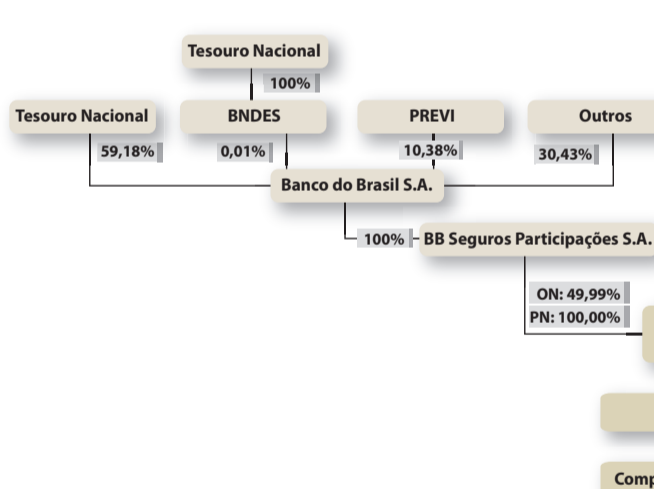 Tesouro Nacional
100%
Tesouro Nacional
BNDES
PREVI
Outros
59,18%
0,01%
10,38%
30,43%
Banco do Brasil S.A.
100%
BB Seguros Participações S.A.
ON: 49,99%
PN: 100,00%
Comp